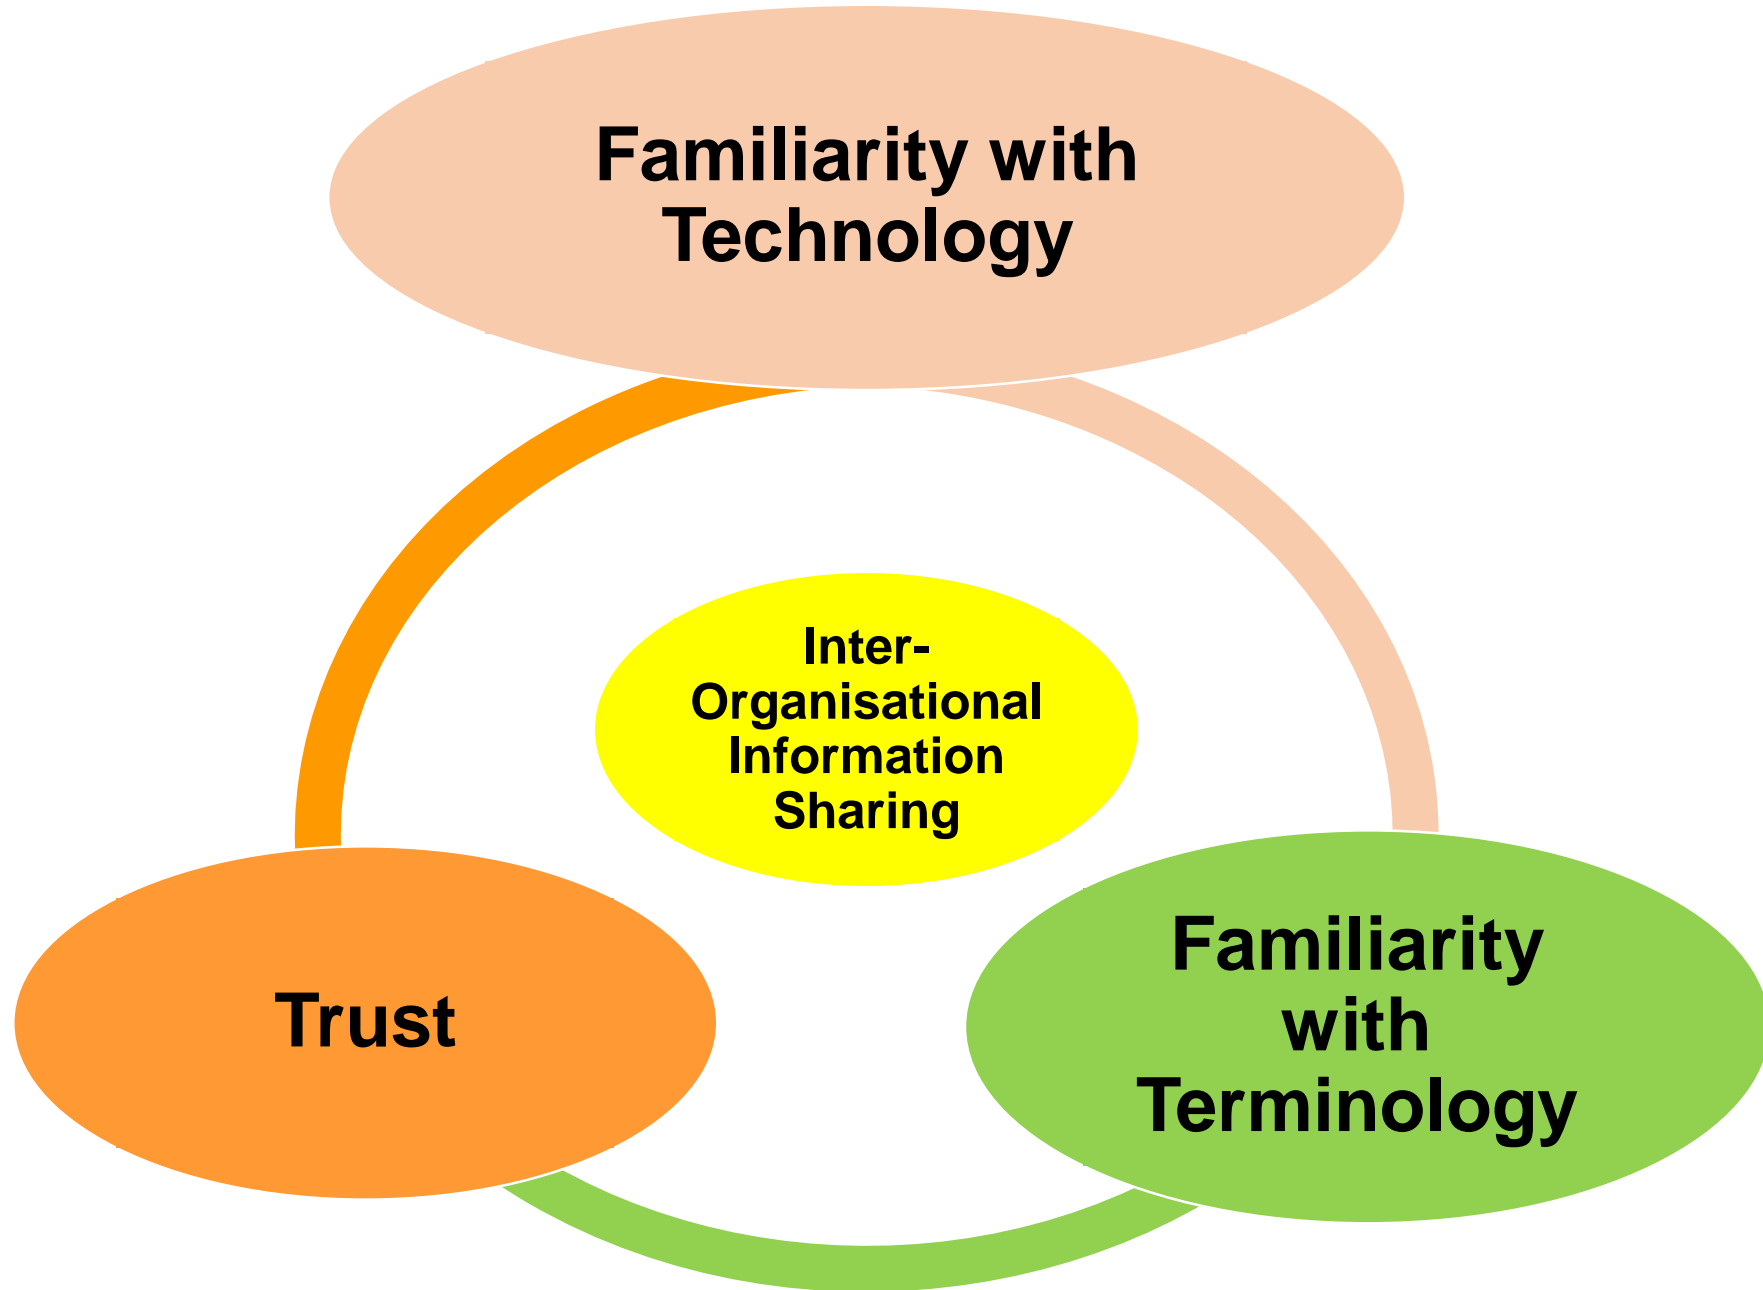 Familiarity with
Technology
Inter-
Organisational
Information
Sharing
Trust
Familiarity
with
Terminology